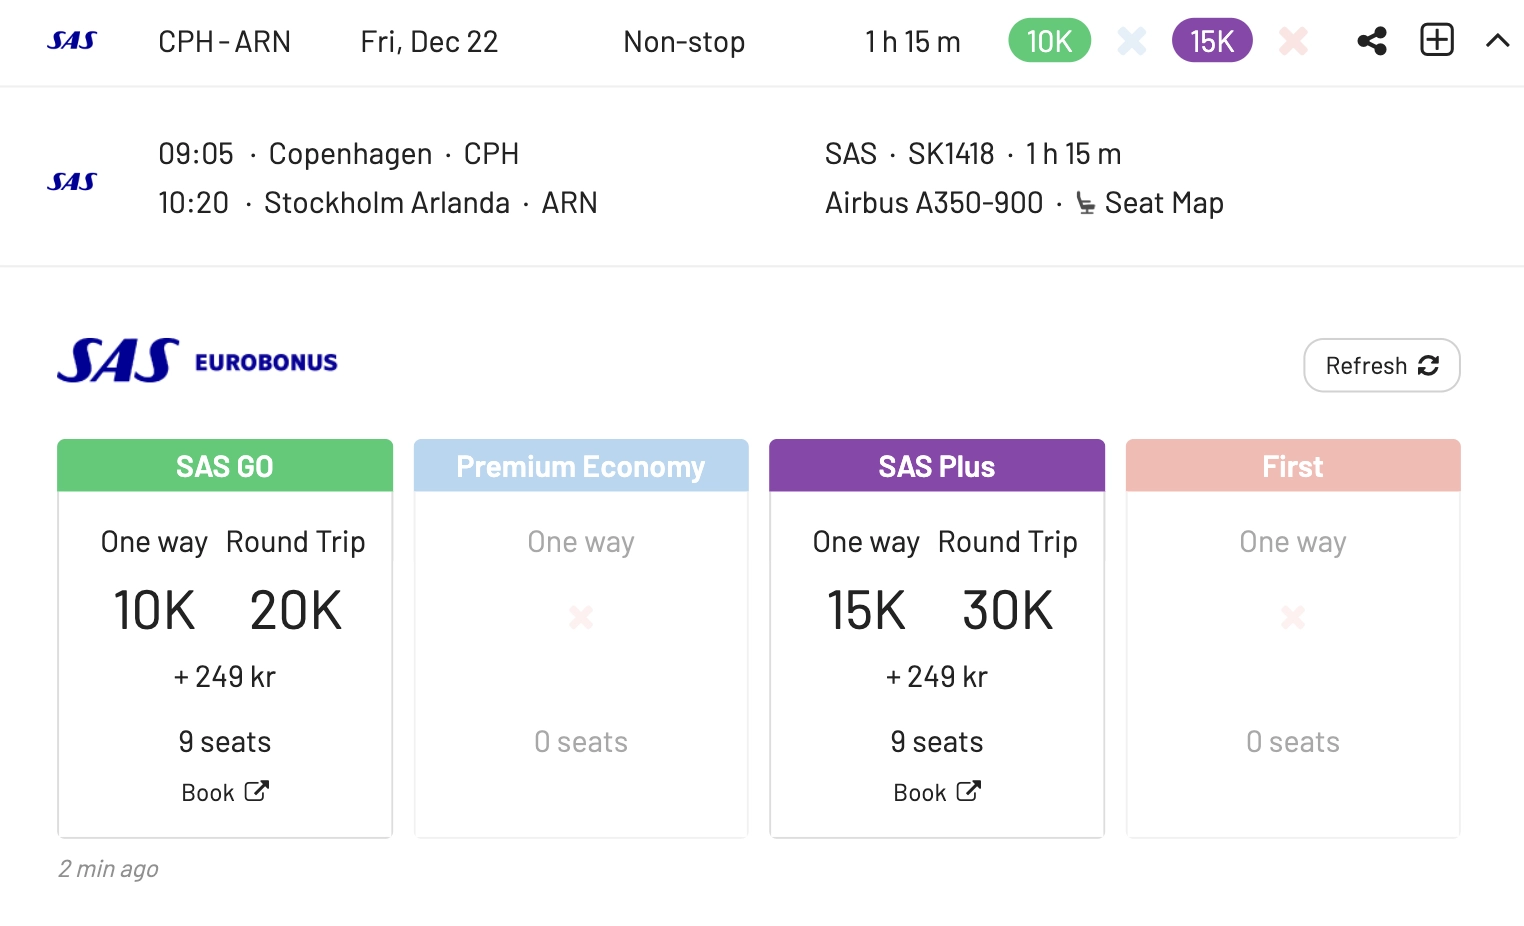 SAS CPH - ARN Fri, Dec 22 Non-stop 1 h 15 m 10K 15K
09:05 · Copenhagen · CPH SAS · SK1418 · 1 h 15 m
SAS
10:20 · Stockholm Arlanda · ARN Airbus A350-900 · Seat Map
SAS EUROBONUS Refresh
SAS GO Premium Economy SAS Plus First
One way Round Trip One way One way Round Trip One way
10K 20K 15K 30K
+ 249 kr + 249 kr
9 seats 0 seats 9 seats 0 seats
Book Book
2 min ago